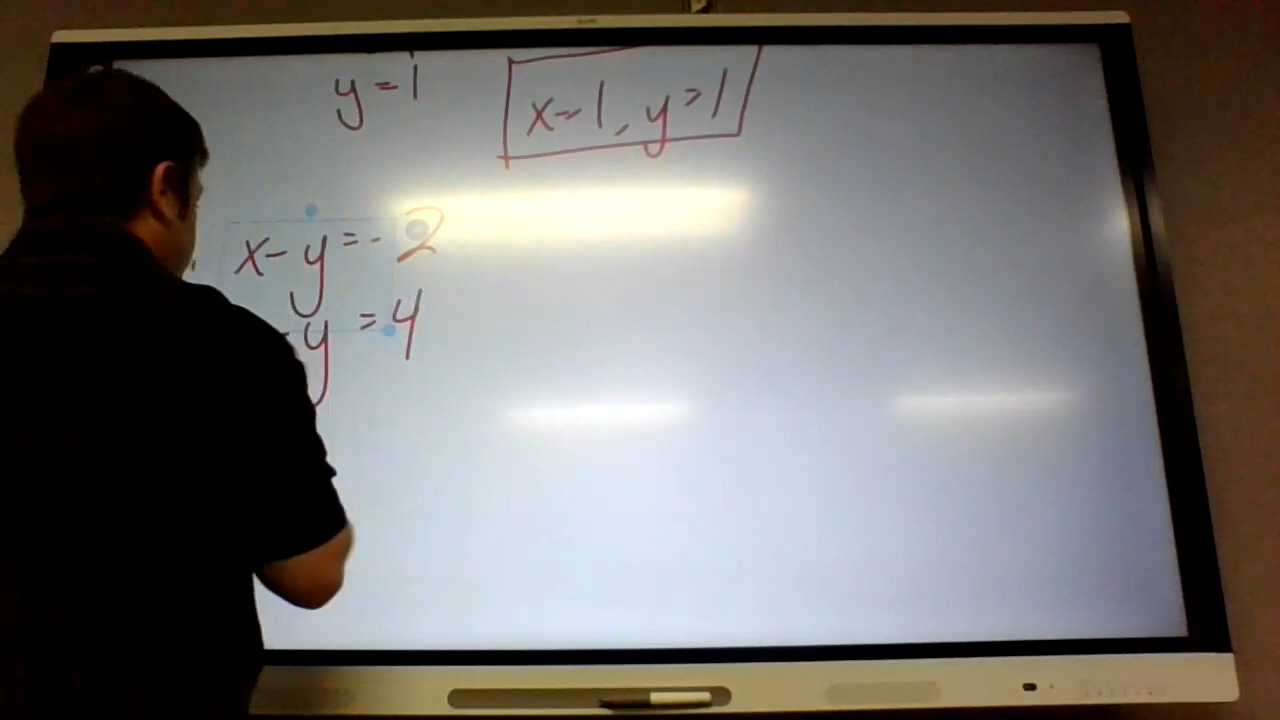 y=1
x=1, y=1
x-y=-2
-y=4